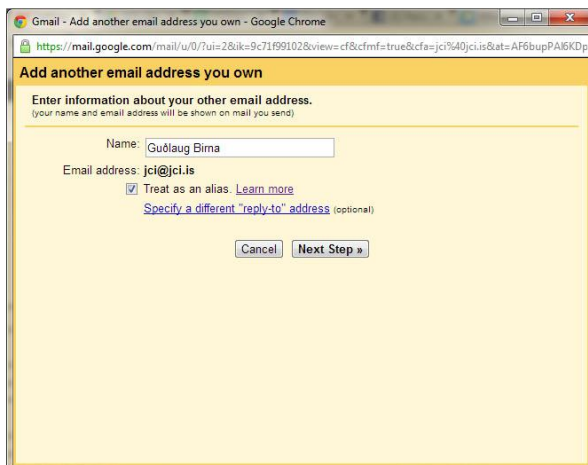 Gmail - Add another email address you own - Google Chrome
https://mail.google.com/mail/u/0/?ui=2&ik=9c71f99102&view=cf&cfmf=true&cfa=jci%40jci.is&at=AF6bupPAl6KDp
Add another email address you own
Enter information about your other email address.
(your name and email address will be shown on mail you send)
Name: Guðlaug Birna
Email address: jci@jci.is
Treat as an alias. Learn more
Specify a different "reply-to" address (optional)
Cancel Next Step »